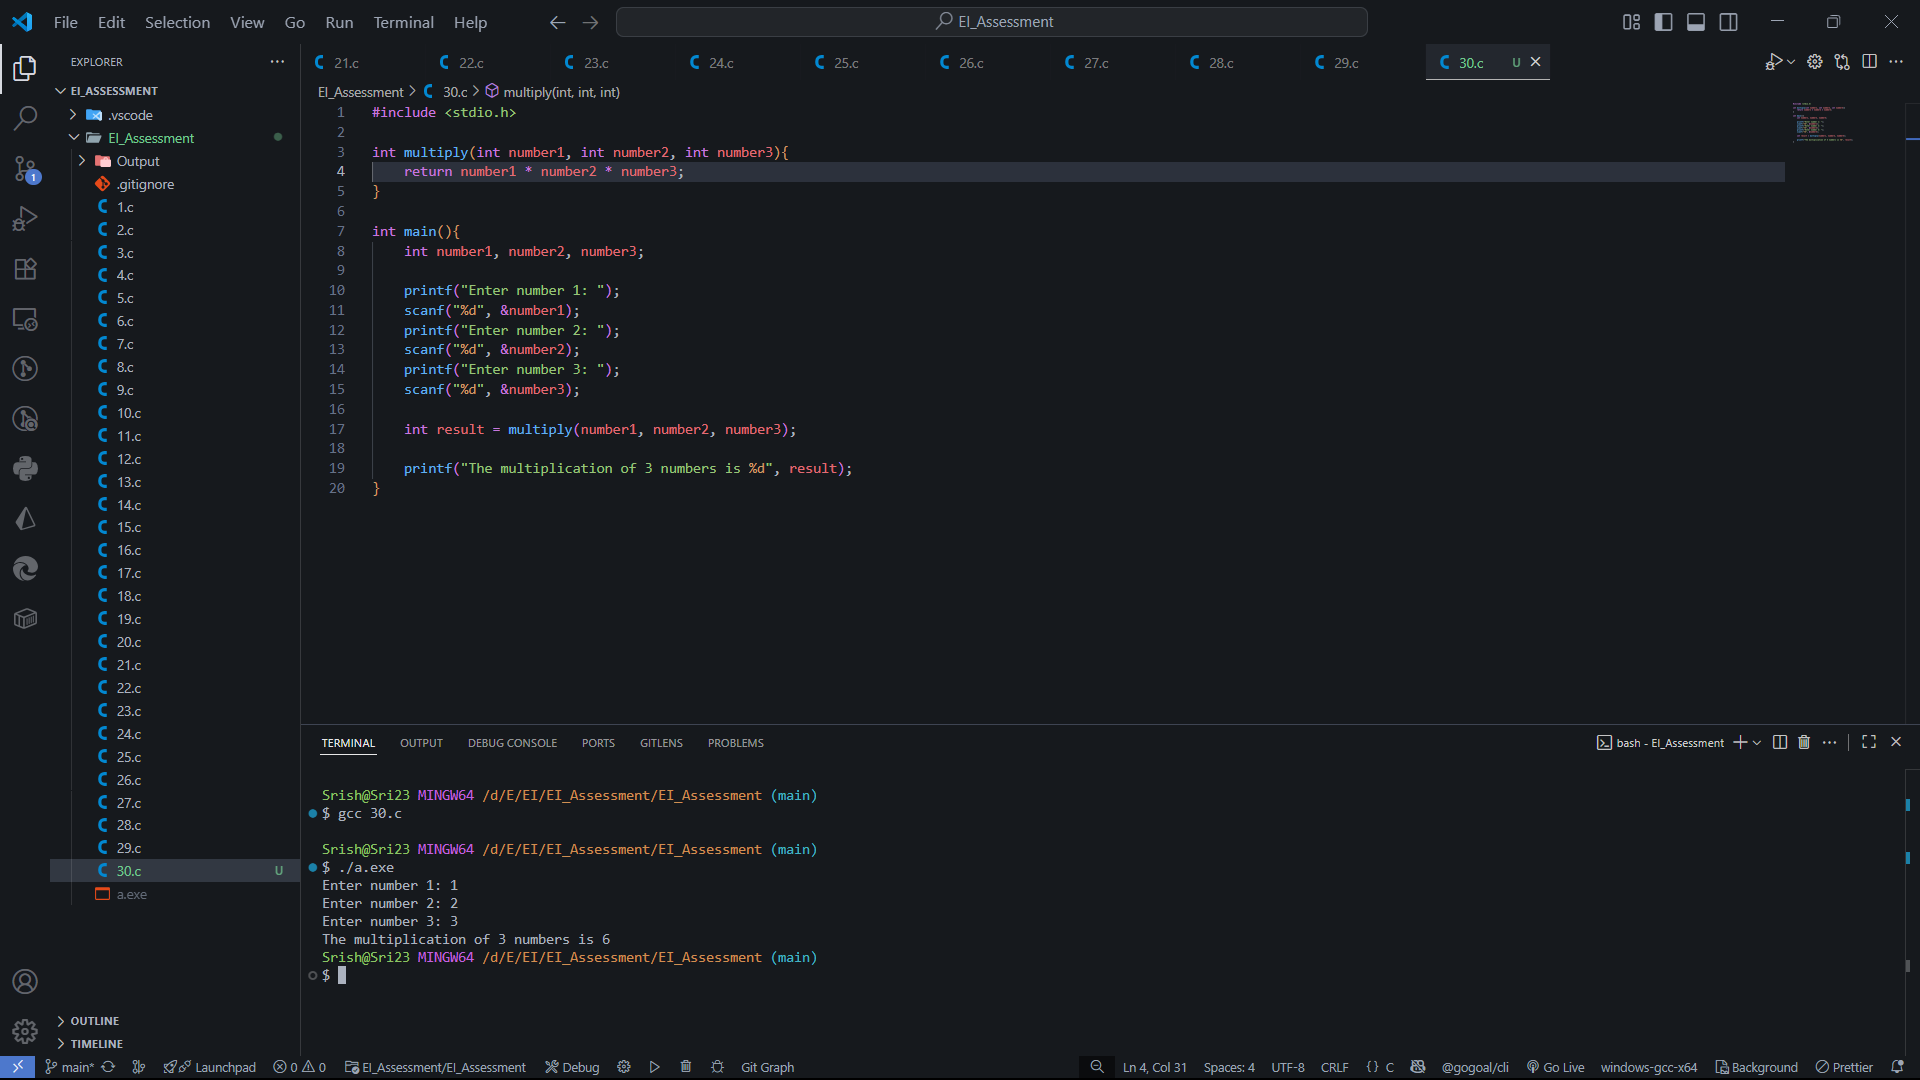 File Edit Selection View Go Run Terminal Help
EI_Assessment
EXPLORER
EI_ASSESSMENT
.vscode
EI_Assessment
Output
.gitignore
1.c
2.c
3.c
4.c
5.c
6.c
7.c
8.c
9.c
10.c
11.c
12.c
13.c
14.c
15.c
16.c
17.c
18.c
19.c
20.c
21.c
22.c
23.c
24.c
25.c
26.c
27.c
28.c
29.c
30.c U
a.exe
OUTLINE
TIMELINE
1
21.c 22.c 23.c 24.c 25.c 26.c 27.c 28.c 29.c 30.c U
EI_Assessment > 30.c > multiply(int, int, int)
1 #include <stdio.h>
2
3 int multiply(int number1, int number2, int number3){
4 return number1 * number2 * number3;
5 }
6
7 int main(){
8 int number1, number2, number3;
9
10 printf("Enter number 1: ");
11 scanf("%d", &number1);
12 printf("Enter number 2: ");
13 scanf("%d", &number2);
14 printf("Enter number 3: ");
15 scanf("%d", &number3);
16
17 int result = multiply(number1, number2, number3);
18
19 printf("The multiplication of 3 numbers is %d", result);
20 }
TERMINAL OUTPUT DEBUG CONSOLE PORTS GITLENS PROBLEMS
bash - EI_Assessment
Srish@Sri23 MINGW64 /d/E/EI/EI_Assessment/EI_Assessment (main)
$ gcc 30.c
Srish@Sri23 MINGW64 /d/E/EI/EI_Assessment/EI_Assessment (main)
$ ./a.exe
Enter number 1: 1
Enter number 2: 2
Enter number 3: 3
The multiplication of 3 numbers is 6
Srish@Sri23 MINGW64 /d/E/EI/EI_Assessment/EI_Assessment (main)
$
main* Launchpad 0 0 EI_Assessment/EI_Assessment Debug Git Graph Ln 4, Col 31 Spaces: 4 UTF-8 CRLF { } C @gogoal/cli Go Live windows-gcc-x64 Background Prettier